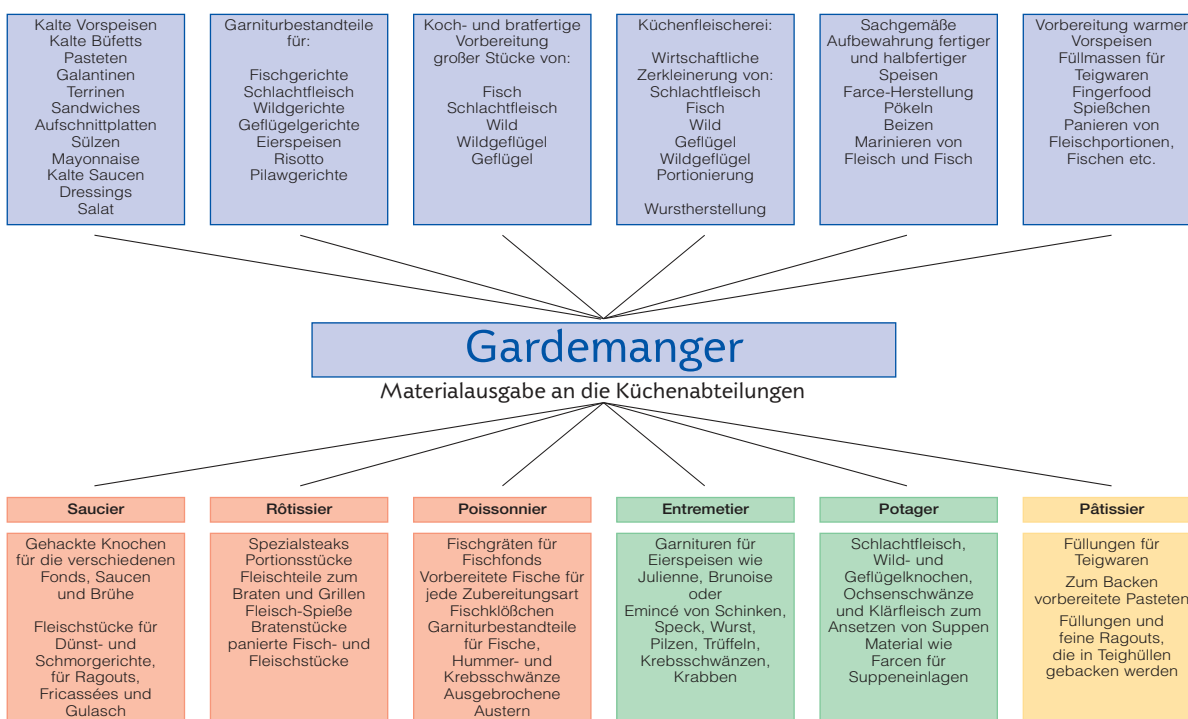 Kalte Vorspeisen
Kalte Büfetts
Pasteten
Galantinen
Terrinen
Sandwiches
Aufschnittplatten
Sülzen
Mayonnaise
Kalte Saucen
Dressings
Salat
Garniturbestandteile
für:
Fischgerichte
Schlachtfleisch
Wildgerichte
Geflügelgerichte
Eierspeisen
Risotto
Pilawgerichte
Koch- und bratfertige
Vorbereitung
großer Stücke von:
Fisch
Schlachtfleisch
Wild
Wildgeflügel
Geflügel
Küchenfleischerei:
Wirtschaftliche
Zerkleinerung von:
Schlachtfleisch
Fisch
Wild
Geflügel
Wildgeflügel
Portionierung
Wurstherstellung
Sachgemäße
Aufbewahrung fertiger
und halbfertiger
Speisen
Farce-Herstellung
Pökeln
Beizen
Marinieren von
Fleisch und Fisch
Vorbereitung warmer
Vorspeisen
Füllmassen für
Teigwaren
Fingerfood
Spießchen
Panieren von
Fleischportionen,
Fischen etc.
Gardemanger
Materialausgabe an die Küchenabteilungen
Saucier
Gehackte Knochen
für die verschiedenen
Fonds, Saucen
und Brühe
Fleischstücke für
Dünst- und
Schmorgerichte,
für Ragouts,
Fricassées und
Gulasch
Rôtissier
Spezialsteaks
Portionsstücke
Fleischteile zum
Braten und Grillen
Fleisch-Spieße
Bratenstücke
panierte Fisch- und
Fleischstücke
Poissonnier
Fischgräten für
Fischfonds
Vorbereitete Fische für
jede Zubereitungsart
Fischklößchen
Garniturbestandteile
für Fische,
Hummer- und
Krebsschwänze
Ausgebrochene
Austern
Entremetier
Garnituren für
Eierspeisen wie
Julienne, Brunoise
oder
Emincé von Schinken,
Speck, Wurst,
Pilzen, Trüffeln,
Krebsschwänzen,
Krabben
Potager
Schlachtfleisch,
Wild- und
Geflügelknochen,
Ochsenschwänze
und Klärfleisch zum
Ansetzen von Suppen
Material wie
Farcen für
Suppeneinlagen
Pâtissier
Füllungen für
Teigwaren
Zum Backen
vorbereitete Pasteten
Füllungen und
feine Ragouts,
die in Teighüllen
gebacken werden